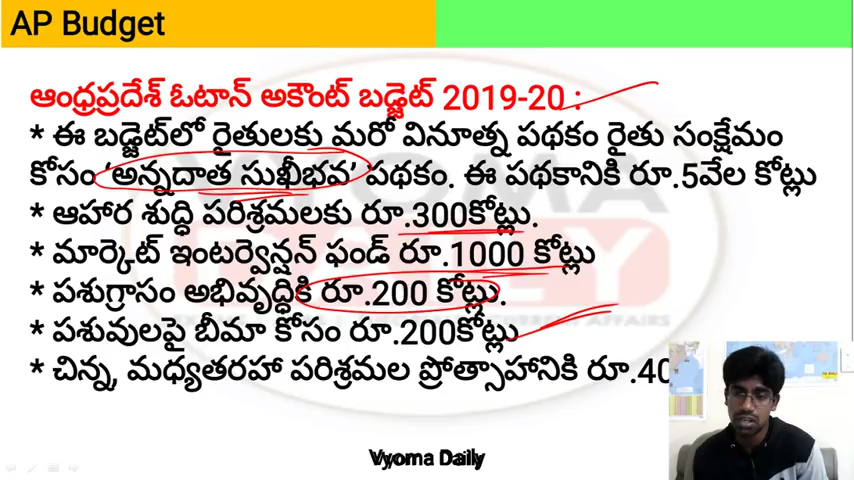 AP Budget
ఆంధ్రప్రదేశ్ ఓటాన్ అకౌంట్ బడ్జెట్ 2019-20 :
* ఈ బడ్జెట్‌లో రైతులకు మరో వినూత్న పథకం రైతు సంక్షేమం
కోసం ‘అన్నదాత సుఖీభవ’ పథకం. ఈ పథకానికి రూ.5వేల కోట్లు
* ఆహార శుద్ధి పరిశ్రమలకు రూ.300కోట్లు.
* మార్కెట్ ఇంటర్వెన్షన్ ఫండ్ రూ.1000 కోట్లు
* పశుగ్రాసం అభివృద్ధికి రూ.200 కోట్లు.
* పశువులపై బీమా కోసం రూ.200కోట్లు
* చిన్న, మధ్యతరహా పరిశ్రమల ప్రోత్సాహానికి రూ.40
Vyoma Daily